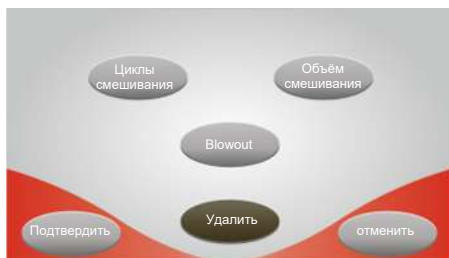 Циклы
смешивания
Объём
смешивания
Blowout
Удалить
Подтвердить
отменить